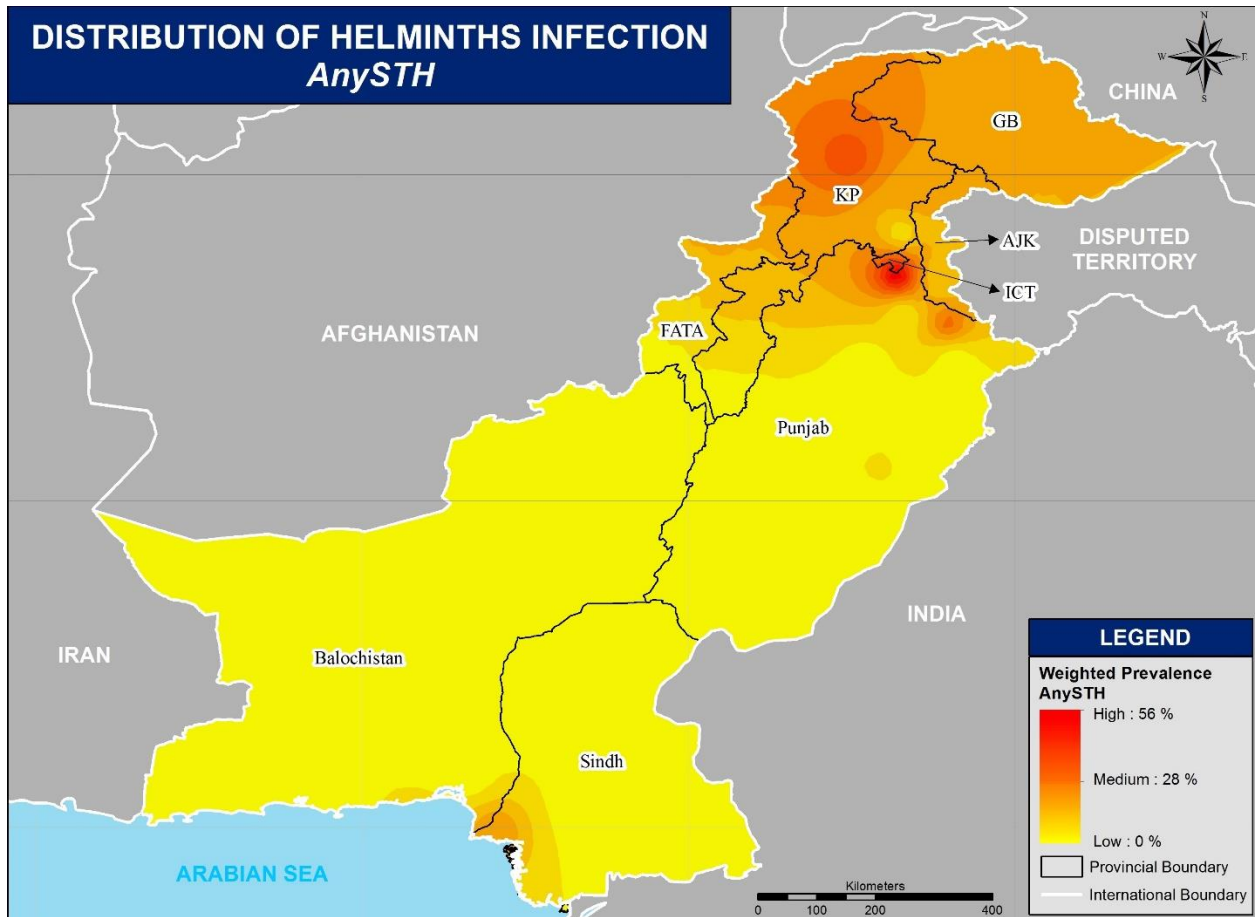 DISTRIBUTION OF HELMINTHS INFECTION
AnySTH
N
W
E
S
CHINA
GB
KP
AJK
DISPUTED
TERRITORY
ICT
AFGHANISTAN
FATA
Punjab
INDIA
IRAN
Balochistan
Sindh
ARABIAN SEA
LEGEND
Weighted Prevalence
AnySTH
High : 56 %
Medium : 28 %
Low : 0 %
Provincial Boundary
International Boundary
Kilometers
0 100 200 400